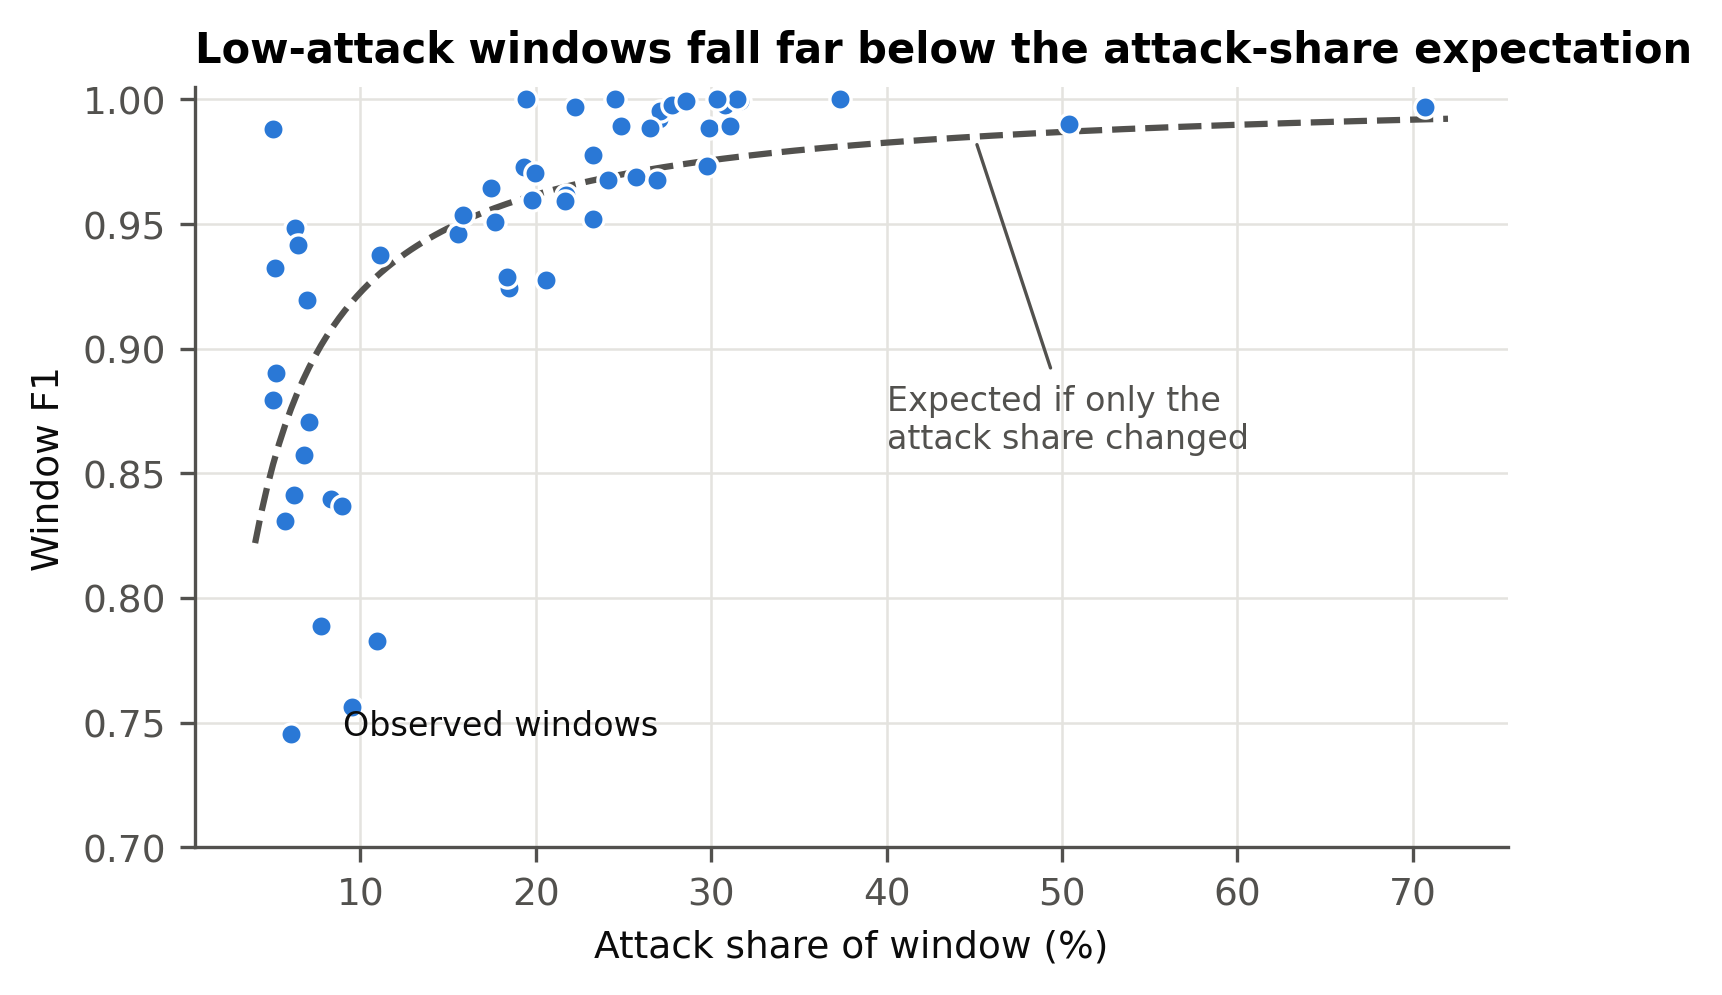 Low-attack windows fall far below the attack-share expectation
1.00
0.95
0.90
0.85
0.80
0.75
0.70
Window F1
Expected if only the
attack share changed
Observed windows
10 20 30 40 50 60 70
Attack share of window (%)